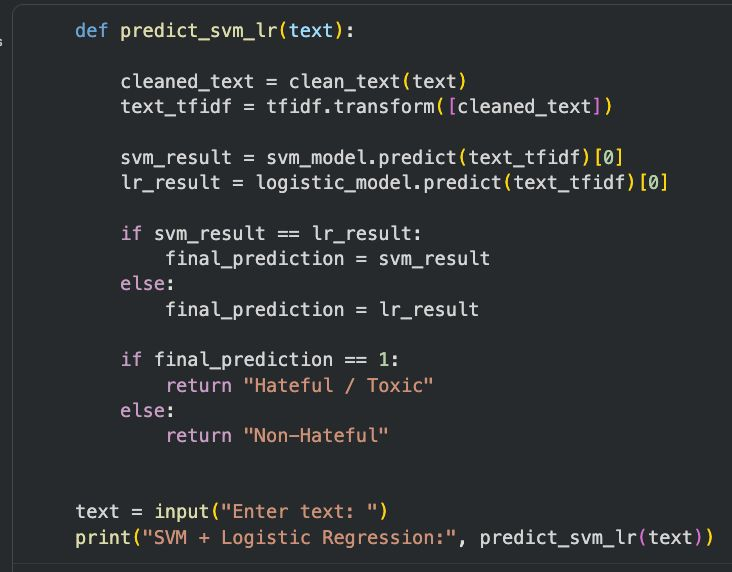 def predict_svm_lr(text):
cleaned_text = clean_text(text)
text_tfidf = tfidf.transform([cleaned_text])
svm_result = svm_model.predict(text_tfidf)[0]
lr_result = logistic_model.predict(text_tfidf)[0]
if svm_result == lr_result:
final_prediction = svm_result
else:
final_prediction = lr_result
if final_prediction == 1:
return "Hateful / Toxic"
else:
return "Non-Hateful"
text = input("Enter text: ")
print("SVM + Logistic Regression:", predict_svm_lr(text))